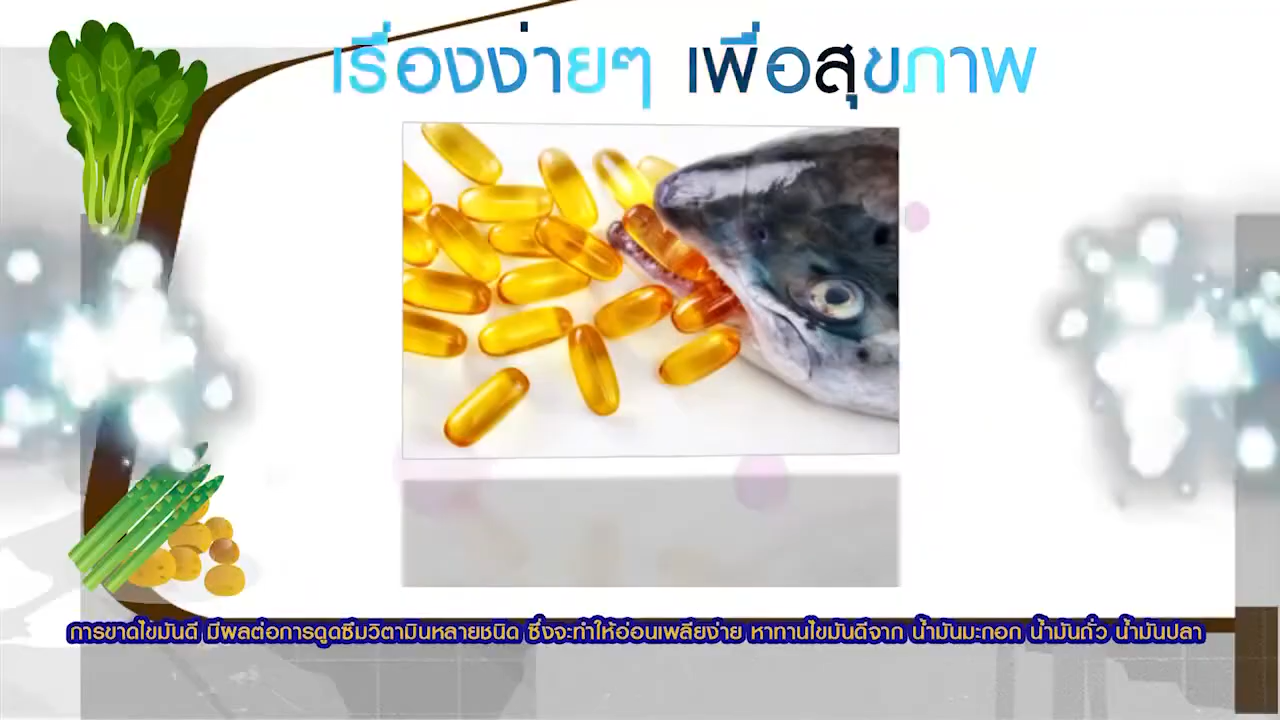 เรื่องง่ายๆ เพื่อสุขภาพ
การขาดไขมันดี มีผลต่อการดูดซึมวิตามินหลายชนิด ซึ่งจะทำให้อ่อนเพลียง่าย หาทานไขมันดีจาก น้ำมันมะกอก น้ำมันถั่ว น้ำมันปลา